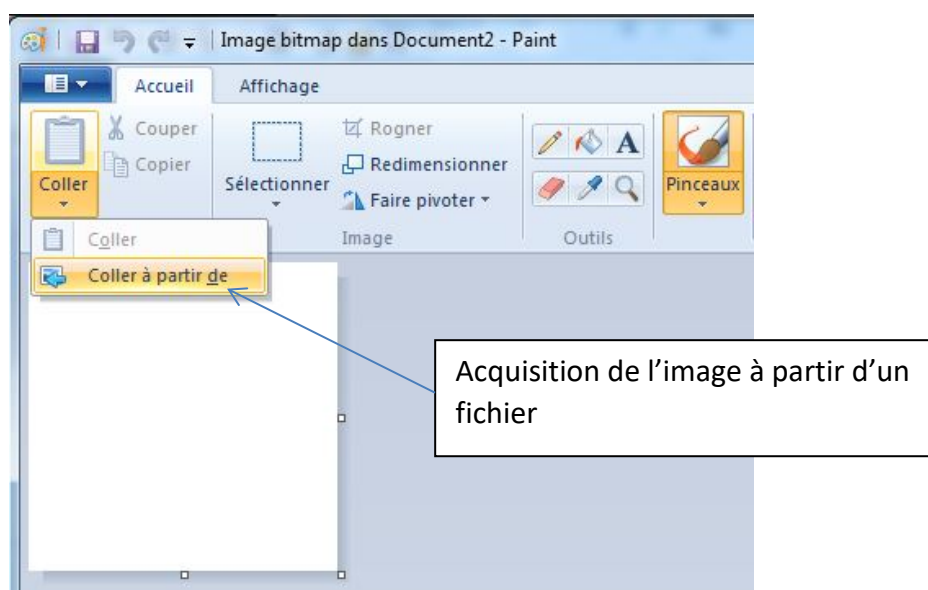 Image bitmap dans Document2 - Paint
Accueil Affichage
Couper
Copier
Coller
Sélectionner
Rogner
Redimensionner
Faire pivoter
Image
A
Outils
Pinceaux
Coller
Coller à partir de
Acquisition de l’image à partir d’un
fichier